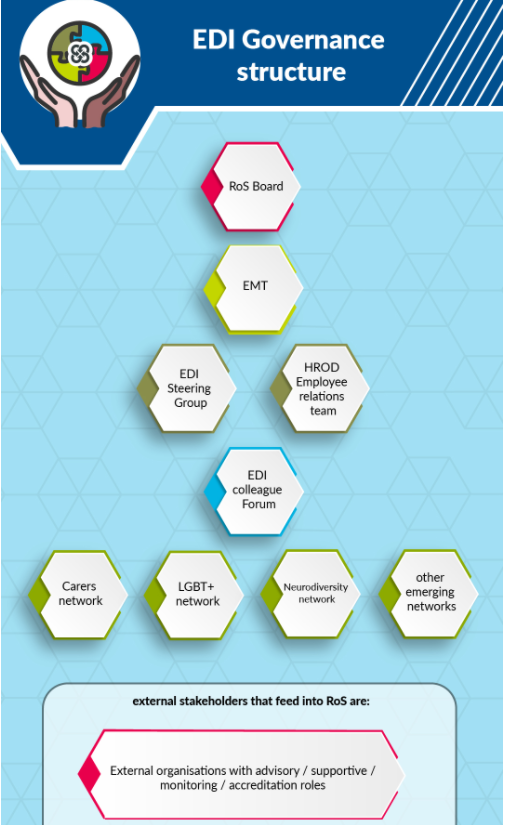 EDI Governance
structure
RoS Board
EMT
EDI
Steering
Group
HROD
Employee
relations
team
EDI
colleague
Forum
Carers
network
LGBT+
network
Neurodiversity
network
other
emerging
networks
external stakeholders that feed into RoS are:
External organisations with advisory / supportive /
monitoring / accreditation roles